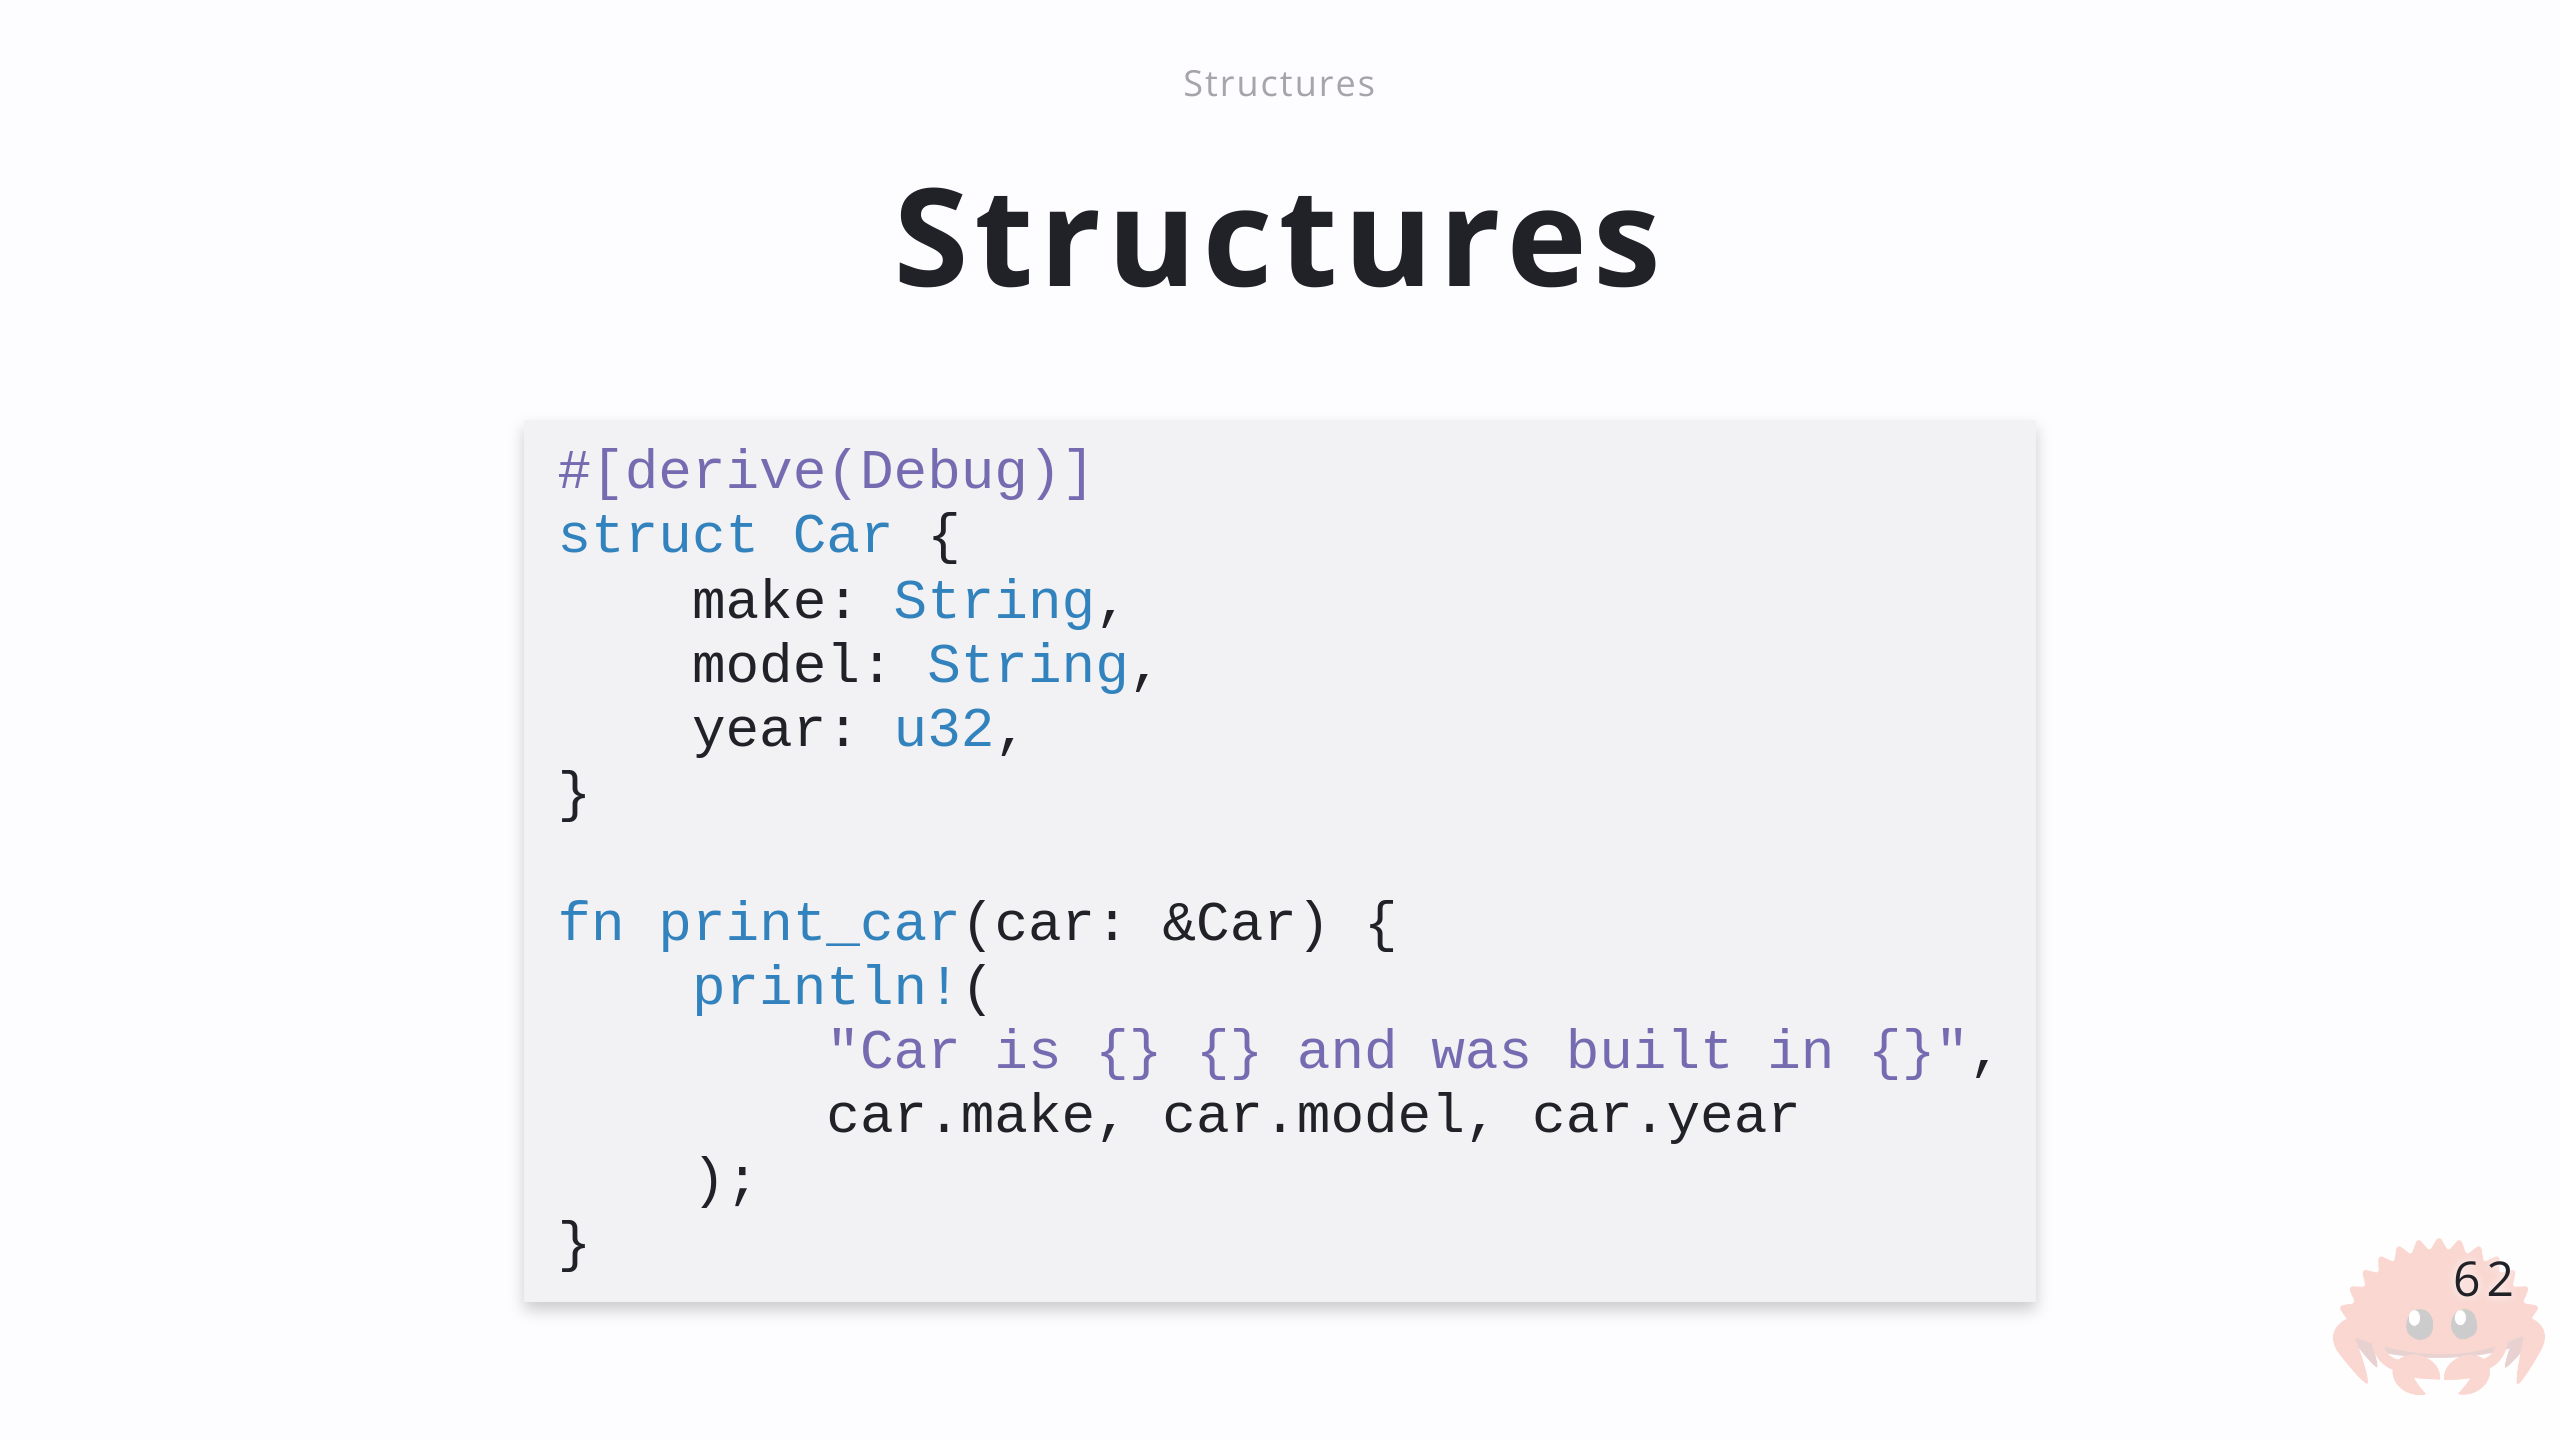 Structures
Structures
#[derive(Debug)]
struct Car {
    make: String,
    model: String,
    year: u32,
}

fn print_car(car: &Car) {
    println!(
        "Car is {} {} and was built in {}",
        car.make, car.model, car.year
    );
}
62